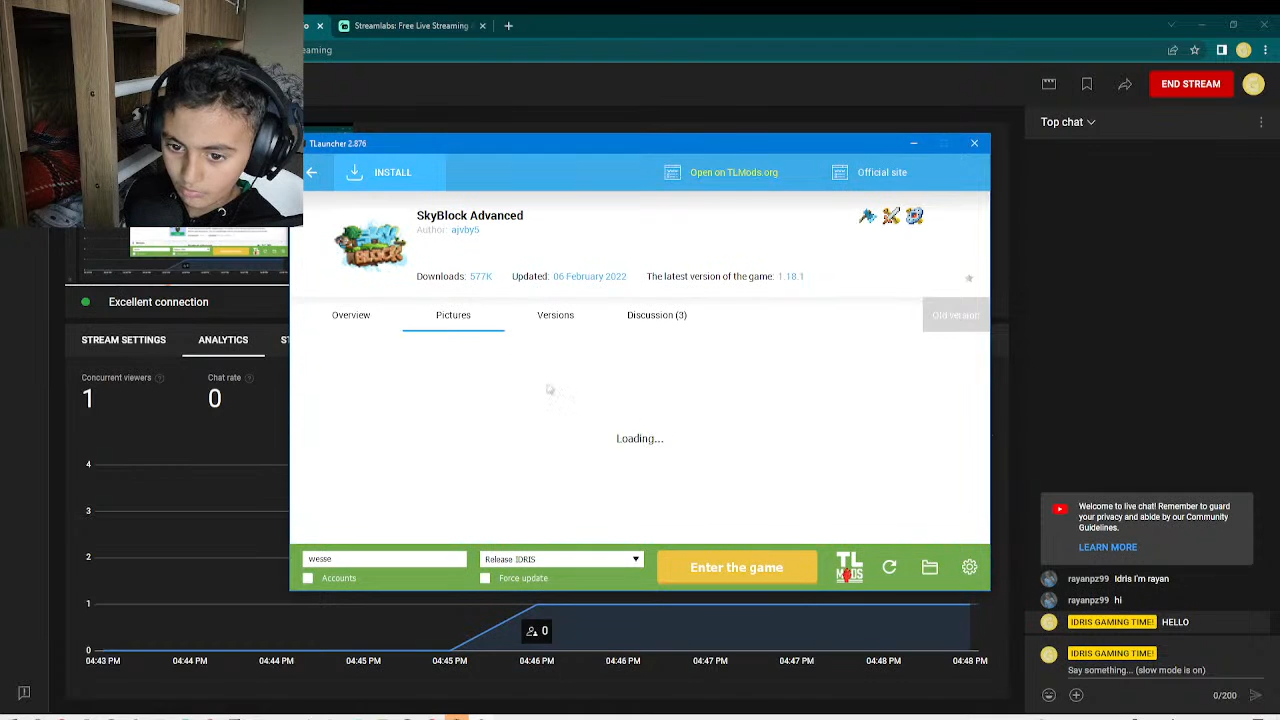 Streamlabs: Free Live Streaming
eaming
END STREAM
Top chat
TLauncher 2.876
INSTALL
Open on TLMods.org
Official site
SkyBlock Advanced
Author: ajvby5
Downloads: 577K Updated: 06 February 2022 The latest version of the game: 1.18.1
Overview Pictures Versions Discussion (3) Old version
Loading...
wesse
Release IDRIS
Enter the game
TL MODS
Accounts
Force update
Excellent connection
STREAM SETTINGS ANALYTICS ST
Concurrent viewers Chat rate
1 0
4
3
2
1
0
0
04:43 PM 04:44 PM 04:44 PM 04:45 PM 04:45 PM 04:46 PM 04:46 PM 04:47 PM 04:47 PM 04:48 PM 04:48 PM
Welcome to live chat! Remember to guard
your privacy and abide by our Community
Guidelines.
LEARN MORE
rayanpz99 Idris I'm rayan
rayanpz99 hi
IDRIS GAMING TIME! HELLO
IDRIS GAMING TIME!
Say something... (slow mode is on)
0/200